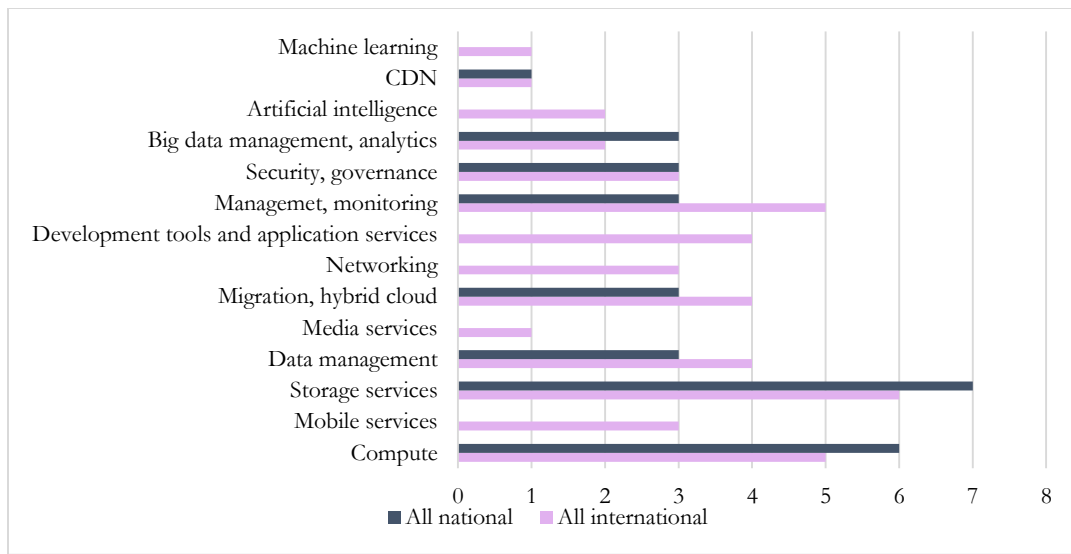 Machine learning
CDN
Artificial intelligence
Big data management, analytics
Security, governance
Managemet, monitoring
Development tools and application services
Networking
Migration, hybrid cloud
Media services
Data management
Storage services
Mobile services
Compute
0 1 2 3 4 5 6 7 8
All national All international